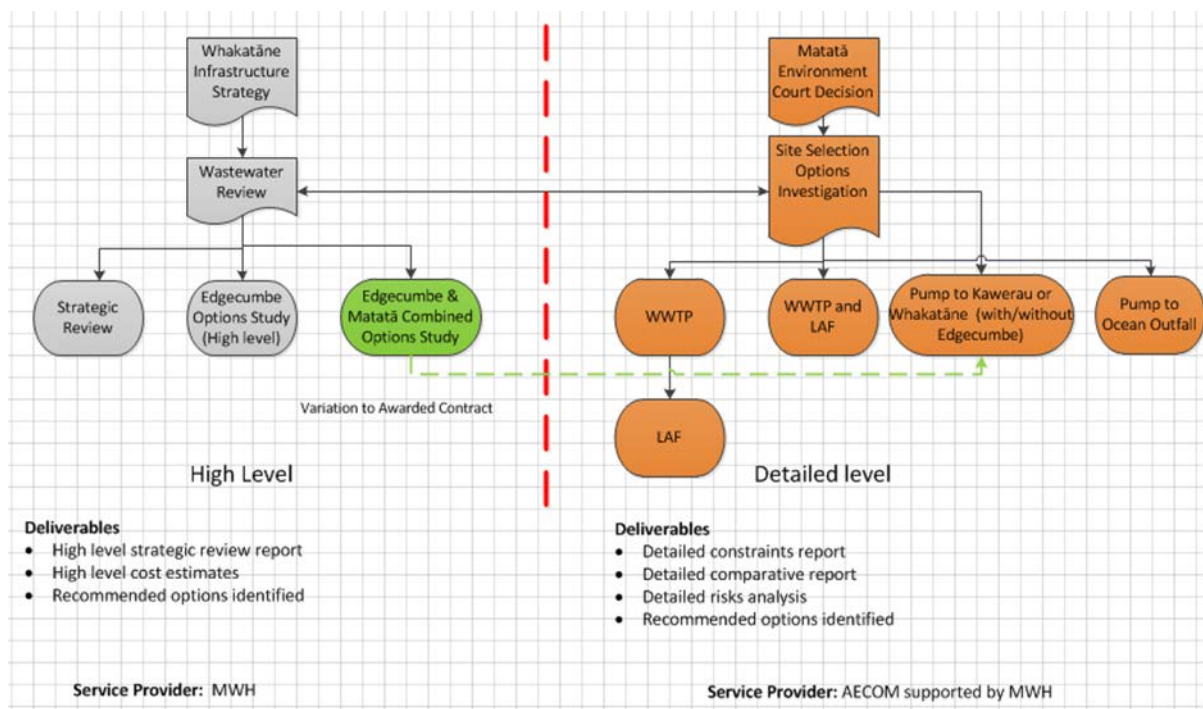 Whakatāne
Infrastructure
Strategy
Wastewater
Review
Strategic
Review
Edgecumbe
Options Study
(High level)
Edgecumbe &
Matatā Combined
Options Study
Variation to Awarded Contract
High Level
Deliverables
• High level strategic review report
• High level cost estimates
• Recommended options identified
Service Provider: MWH
Matatā
Environment
Court Decision
Site Selection
Options
Investigation
WWTP
WWTP and
LAF
Pump to Kawerau or
Whakatāne (with/without
Edgecumbe)
Pump to
Ocean Outfall
LAF
Detailed level
Deliverables
• Detailed constraints report
• Detailed comparative report
• Detailed risks analysis
• Recommended options identified
Service Provider: AECOM supported by MWH